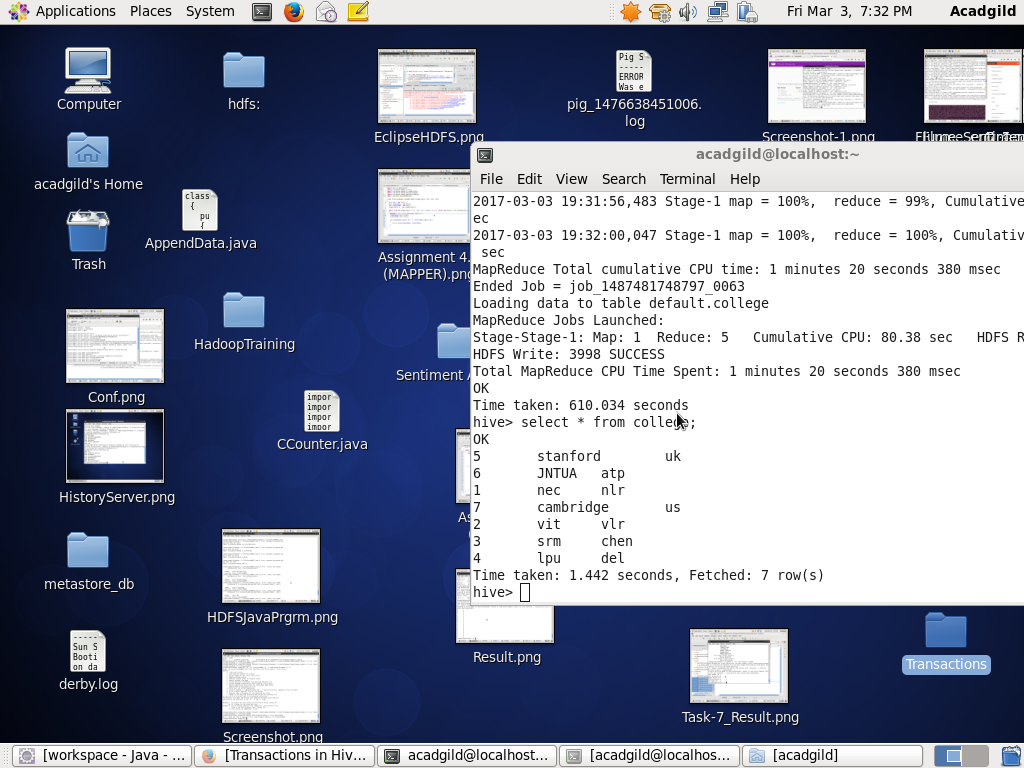 Applications Places System Fri Mar 3, 7:32 PM Acadgild
Computer
hdfs:
EclipseHDFS.png
Pig S
- - - - -
ERROR
Was e
pig_1476638451006.
log
Screenshot-1.png
acadgild's Home
class
{
pu
{
AppendData.java
Trash
Assignment 4.
(MAPPER).png
HadoopTraining
Sentiment A
Conf.png
impor
impor
impor
impor
CCounter.java
HistoryServer.png
As
metastore_db
HDFSJavaPrgrm.png
Result.png
Sun S
Booti
on da
derby.log
Screenshot.png
Task-7_Result.png
Transactions
acadgild@localhost:~
File Edit View Search Terminal Help
2017-03-03 19:31:56,483 Stage-1 map = 100%,  reduce = 99%, Cumulative
ec
2017-03-03 19:32:00,047 Stage-1 map = 100%,  reduce = 100%, Cumulativ
 sec
MapReduce Total cumulative CPU time: 1 minutes 20 seconds 380 msec
Ended Job = job_1487481748797_0063
Loading data to table default.college
MapReduce Jobs Launched:
Stage-Stage-1: Map: 1  Reduce: 5   Cumulative CPU: 80.38 sec   HDFS R
HDFS Write: 3998 SUCCESS
Total MapReduce CPU Time Spent: 1 minutes 20 seconds 380 msec
OK
Time taken: 610.034 seconds
hive> select * from college;
OK
5       stanford        uk
6       JNTUA   atp
1       nec     nlr
7       cambridge       us
2       vit     vlr
3       srm     chen
4       lpu     del
Time taken: 1.442 seconds, Fetched: 7 row(s)
hive>
[workspace - Java - ... [Transactions in Hiv... acadgild@localhost... [acadgild@localhos... [acadgild]